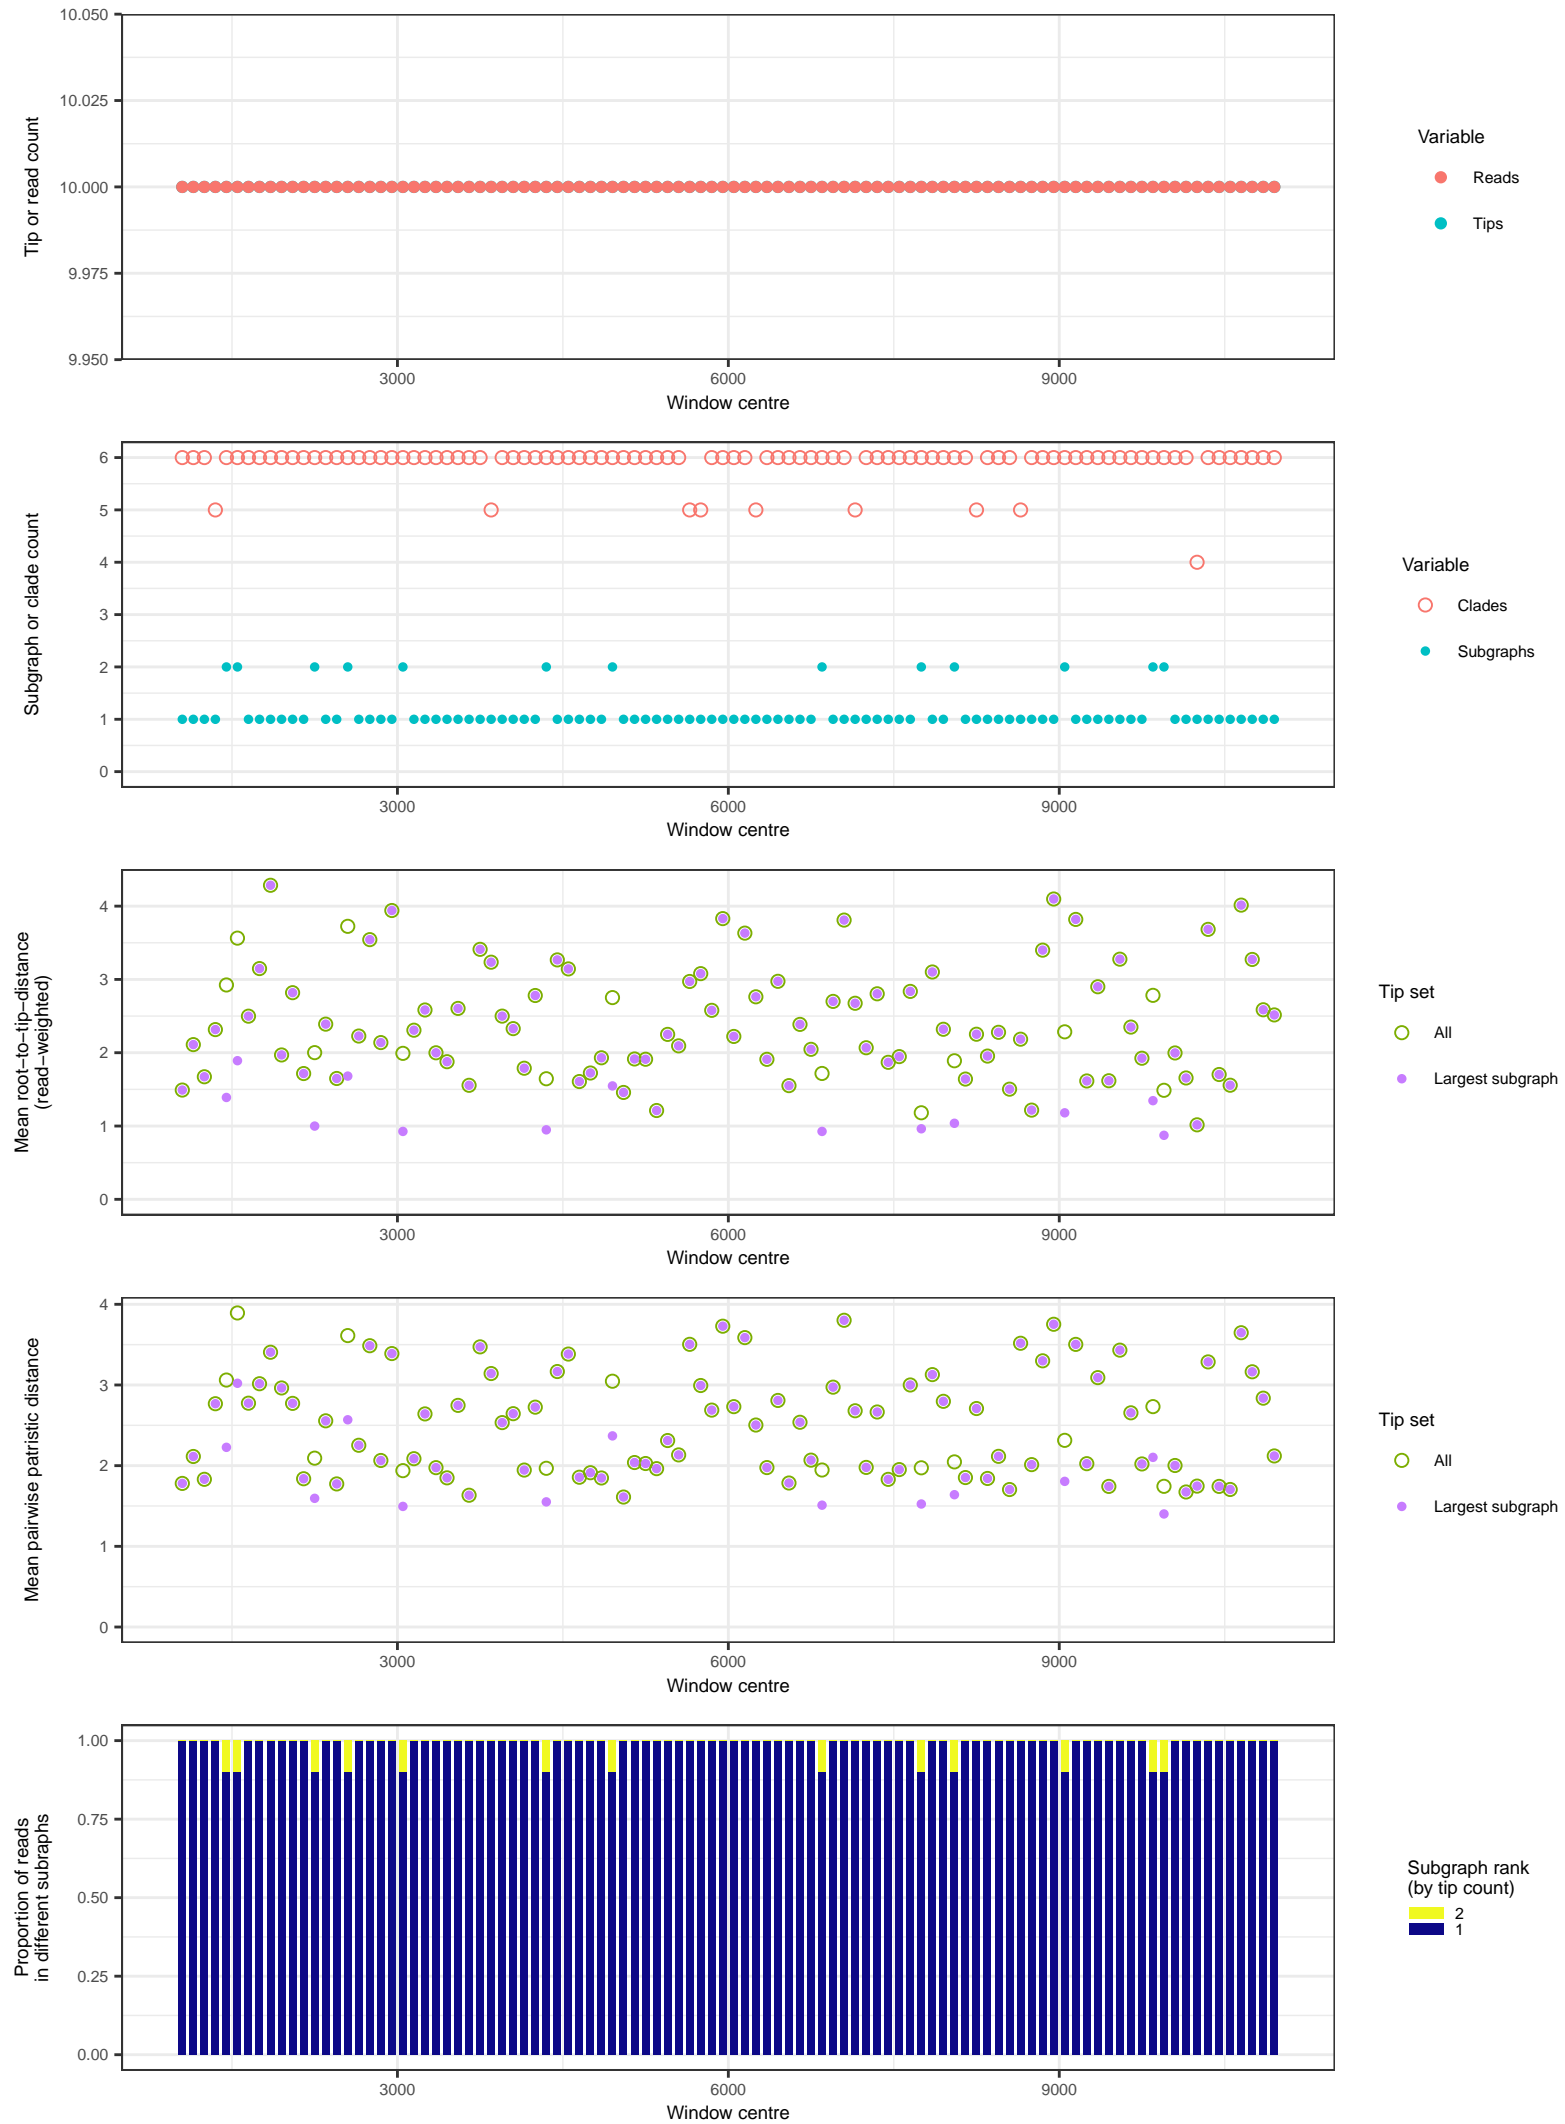 10.050
10.025
10.000
9.975
9.950
Tip or read count
3000 6000 9000
Window centre
Variable
Reads
Tips
6
5
4
3
2
1
0
Subgraph or clade count
3000 6000 9000
Window centre
Variable
Clades
Subgraphs
4
3
2
1
0
Mean root−to−tip−distance
(read−weighted)
3000 6000 9000
Window centre
Tip set
All
Largest subgraph
4
3
2
1
0
Mean pairwise patristic distance
3000 6000 9000
Window centre
Tip set
All
Largest subgraph
1.00
0.75
0.50
0.25
0.00
Proportion of reads
in different subraphs
3000 6000 9000
Window centre
Subgraph rank
(by tip count)
2
1